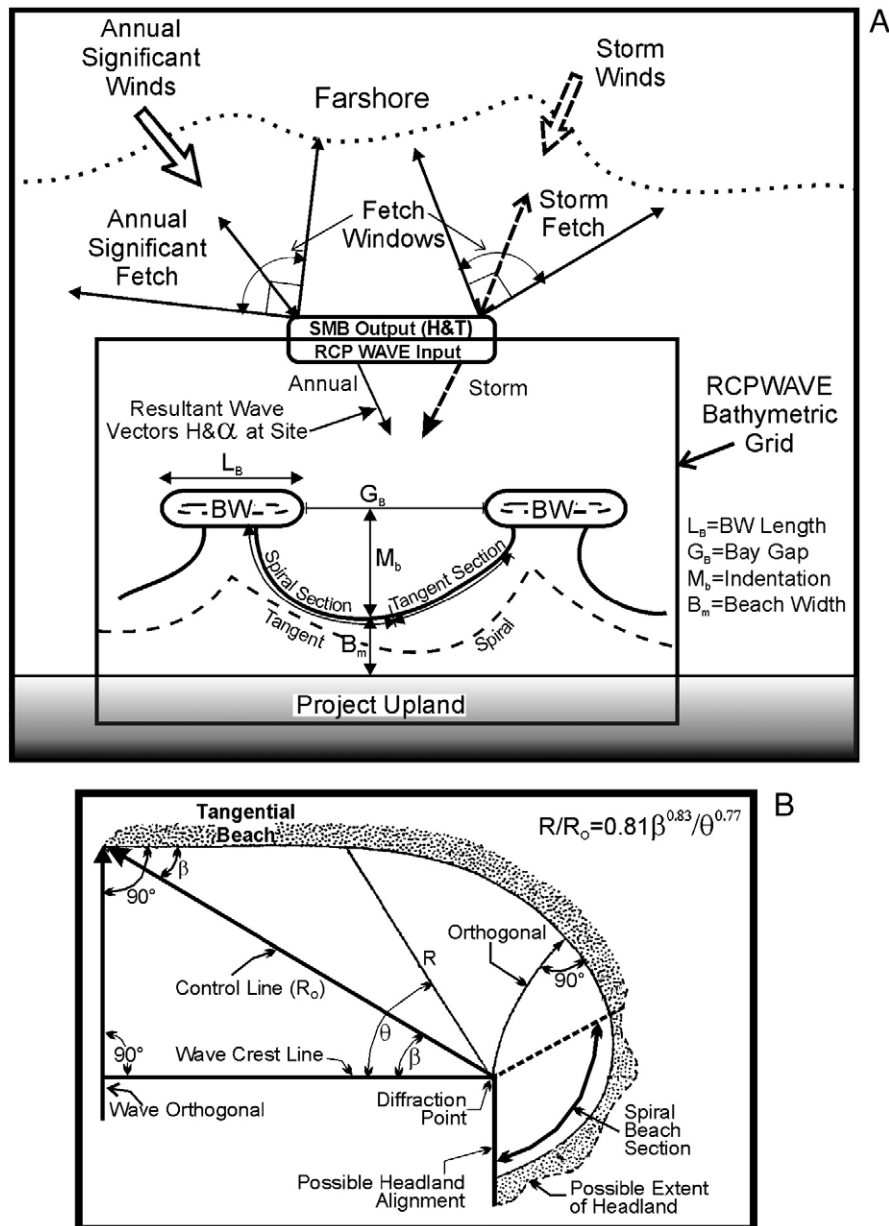 A
Annual
Significant
Winds
Storm
Winds
Farshore
Annual
Significant
Fetch
Fetch
Windows
Storm
Fetch
SMB Output (H&T)
RCP WAVE Input
Annual
Storm
Resultant Wave
Vectors H&α at Site
RCPWAVE
Bathymetric
Grid
L_B
G_B
BW
BW
M_b
Spiral Section
Tangent Section
Tangent
Spiral
B_m
L_B=BW Length
G_B=Bay Gap
M_b=Indentation
B_m=Beach Width
Project Upland
B
Tangential
Beach
R/R_o=0.81β^0.83/θ^0.77
90°
β
Orthogonal
R
90°
Control Line (R_o)
θ
90°
Wave Crest Line
β
Wave Orthogonal
Diffraction
Point
Spiral
Beach
Section
Possible Headland
Alignment
Possible Extent
of Headland